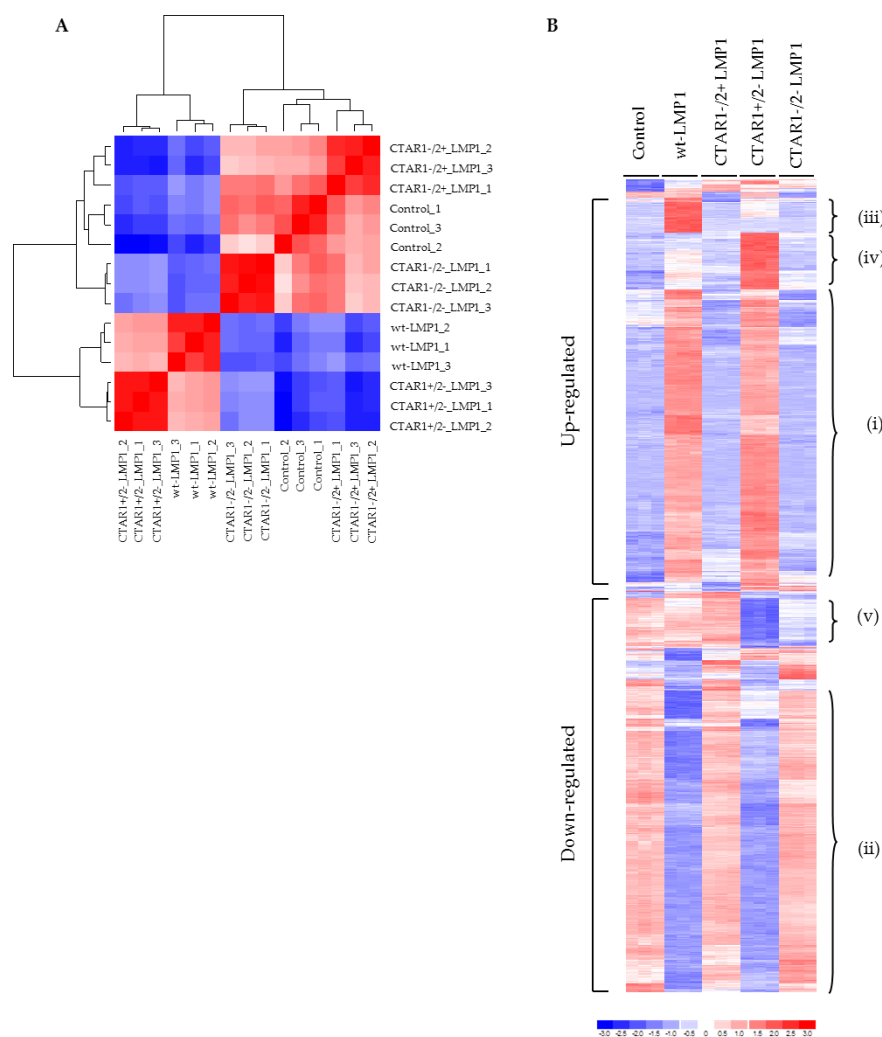 A
CTAR1-/2+_LMP1_2
CTAR1-/2+_LMP1_3
CTAR1-/2+_LMP1_1
Control_1
Control_3
Control_2
CTAR1-/2-_LMP1_1
CTAR1-/2-_LMP1_2
CTAR1-/2-_LMP1_3
wt-LMP1_2
wt-LMP1_1
wt-LMP1_3
CTAR1+/2-_LMP1_3
CTAR1+/2-_LMP1_1
CTAR1+/2-_LMP1_2
CTAR1+/2-_LMP1_2
CTAR1+/2-_LMP1_1
CTAR1+/2-_LMP1_3
wt-LMP1_3
wt-LMP1_1
wt-LMP1_2
CTAR1-/2-_LMP1_3
CTAR1-/2-_LMP1_2
CTAR1-/2-_LMP1_1
Control_2
Control_3
Control_1
CTAR1-/2+_LMP1_1
CTAR1-/2+_LMP1_3
CTAR1-/2+_LMP1_2
B
Control
wt-LMP1
CTAR1-/2+ LMP1
CTAR1+/2- LMP1
CTAR1-/2- LMP1
Up-regulated
Down-regulated
(iii)
(iv)
(i)
(v)
(ii)
-3.0 -2.5 -2.0 -1.5 -1.0 -0.5 0 0.5 1.0 1.5 2.0 2.5 3.0